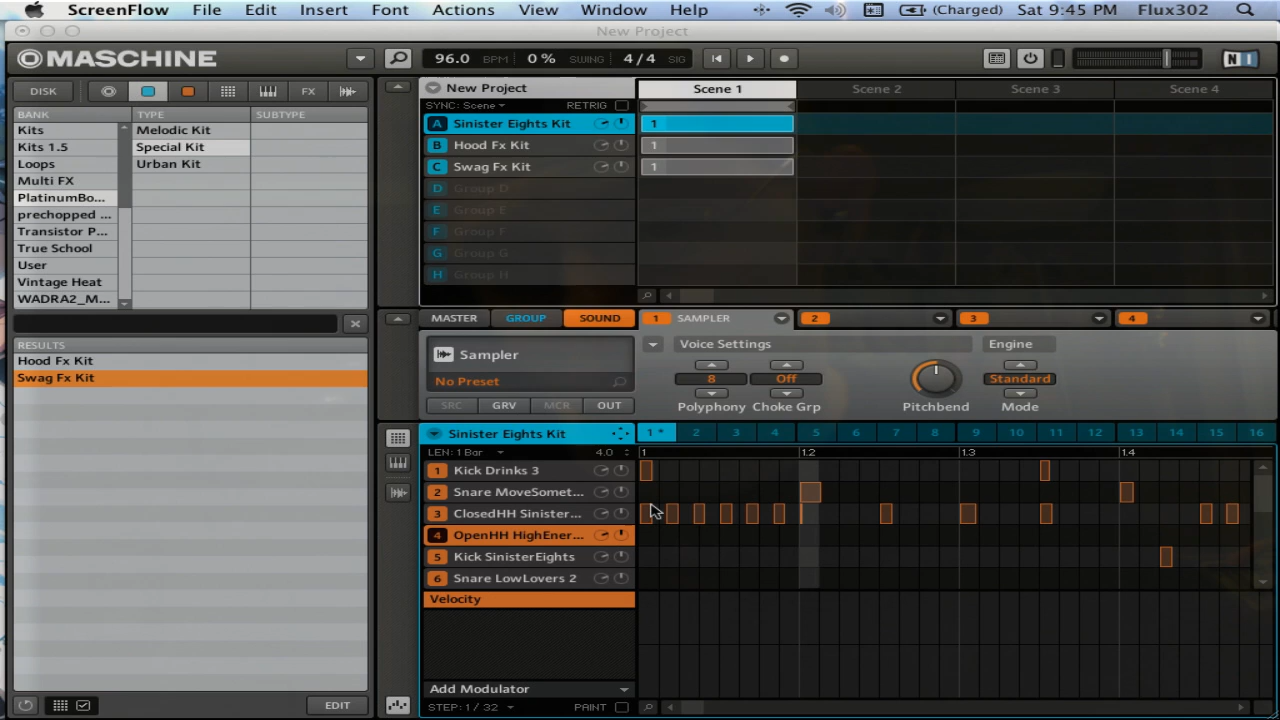 ScreenFlow File Edit Insert Font Actions View Window Help (Charged) Sat 9:45 PM Flux302
New Project
MASCHINE 96.0 BPM 0% SWING 4/4 SIG
DISK FX
BANK TYPE SUBTYPE
Kits Melodic Kit
Kits 1.5 Special Kit
Loops Urban Kit
Multi FX
PlatinumBo...
prechopped ...
Transistor P...
True School
User
Vintage Heat
WADRA2_M...
RESULTS
Hood Fx Kit
Swag Fx Kit
EDIT
New Project Scene 1 Scene 2 Scene 3 Scene 4
SYNC: Scene RETRIG
A Sinister Eights Kit 1
B Hood Fx Kit 1
C Swag Fx Kit 1
D Group D
E Group E
F Group F
G Group G
H Group H
MASTER GROUP SOUND 1 SAMPLER 2 3 4
Sampler Voice Settings Engine
No Preset 8 Off Standard
SRC GRV MCR OUT Polyphony Choke Grp Pitchbend Mode
Sinister Eights Kit 1* 2 3 4 5 6 7 8 9 10 11 12 13 14 15 16
LEN: 1 Bar 4.0 1 1.2 1.3 1.4
1 Kick Drinks 3
2 Snare MoveSomet...
3 ClosedHH Sinister...
4 OpenHH HighEner...
5 Kick SinisterEights
6 Snare LowLovers 2
Velocity
Add Modulator
STEP: 1 / 32 PAINT